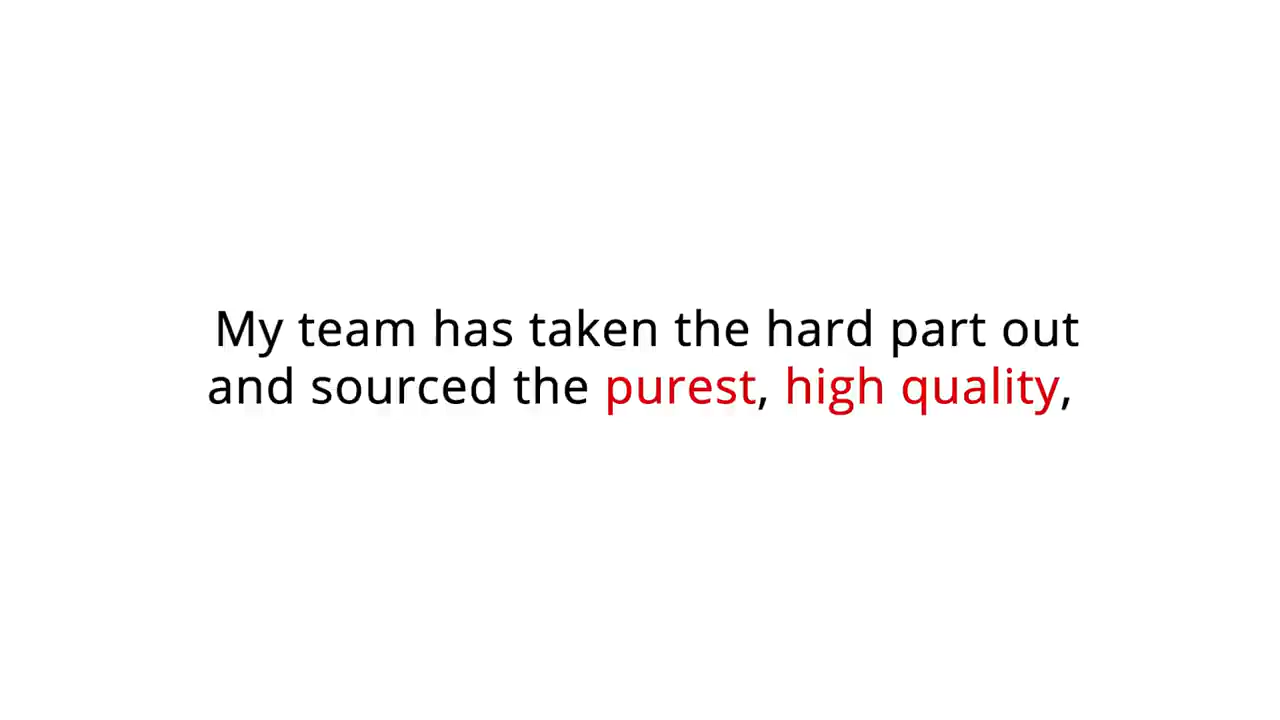 My team has taken the hard part out
and sourced the purest, high quality,